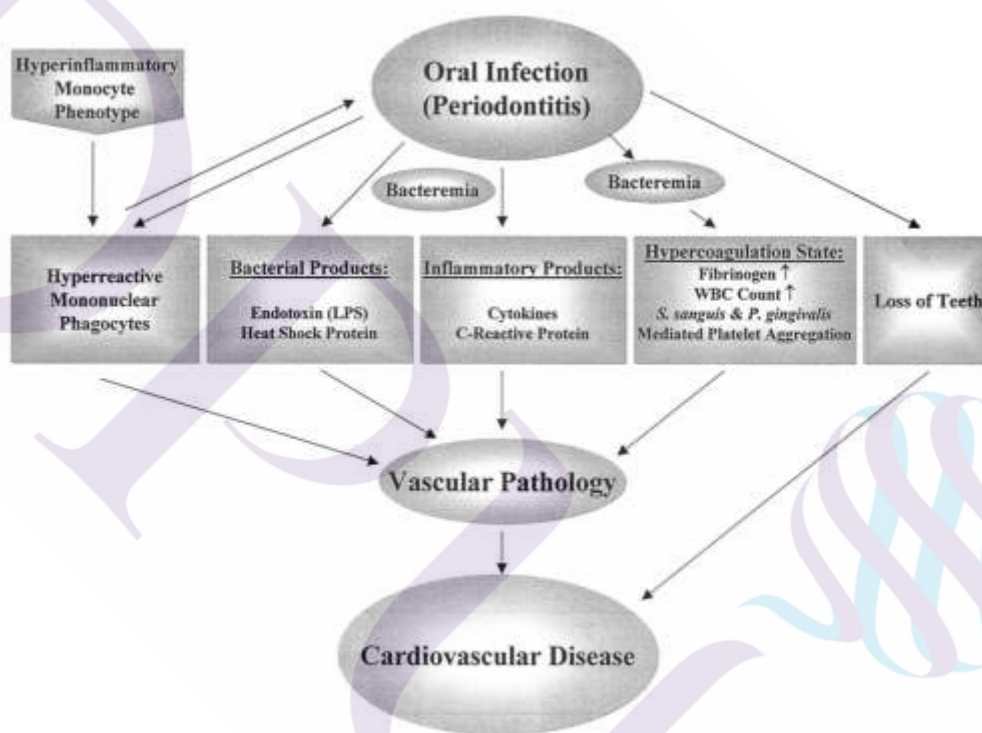 Hyperinflammatory
Monocyte
Phenotype
Oral Infection
(Periodontitis)
Bacteremia
Bacteremia
Hyperreactive
Mononuclear
Phagocytes
Bacterial Products:
Endotoxin (LPS)
Heat Shock Protein
Inflammatory Products:
Cytokines
C-Reactive Protein
Hypercoagulation State:
Fibrinogen ↑
WBC Count ↑
S. sanguis & P. gingivalis
Mediated Platelet Aggregation
Loss of Teeth
Vascular Pathology
Cardiovascular Disease